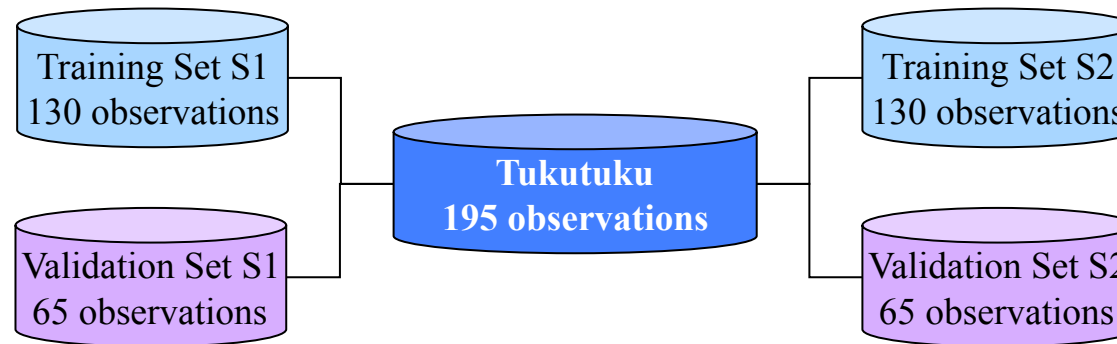 Training Set S1
130 observations
Validation Set S1
65 observations
Tukutuku
195 observations
Training Set S2
130 observations
Validation Set S2
65 observations